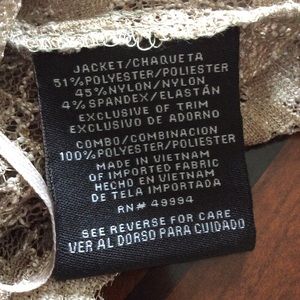 JACKET/CHAQUETA
51%POLYESTER/POLIESTER
45%NYLON/NYLON
4%SPANDEX/ELASTÁN
EXCLUSIVE OF TRIM
EXCLUSIVO DE ADORNO
COMBO/COMBINACION
100%POLYESTER/POLIESTER
MADE IN VIETNAM
OF IMPORTED FABRIC
HECHO EN VIETNAM
DE TELA IMPORTADA
RN# 49994
SEE REVERSE FOR CARE
VER AL DORSO PARA CUIDADO